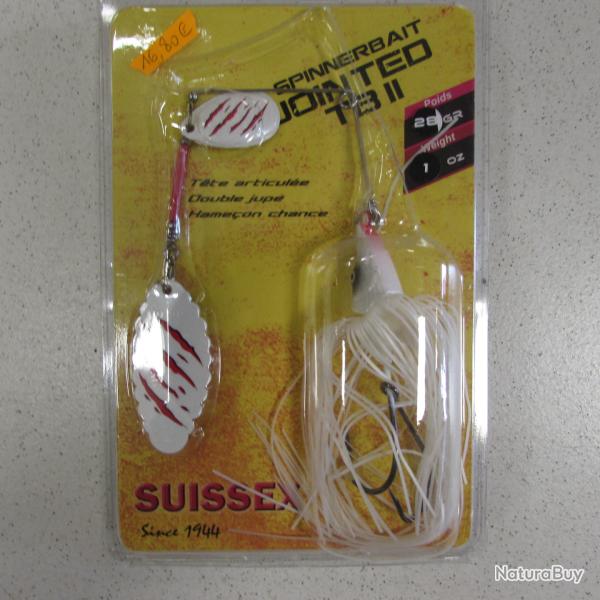 16,80€
SPINNERBAIT
JOINTED
TB II
Poids
28 GR
Weight
1 OZ
Tête articulée
Double jupe
Hameçon chance
SUISSEX
Since 1944
NaturaBuy